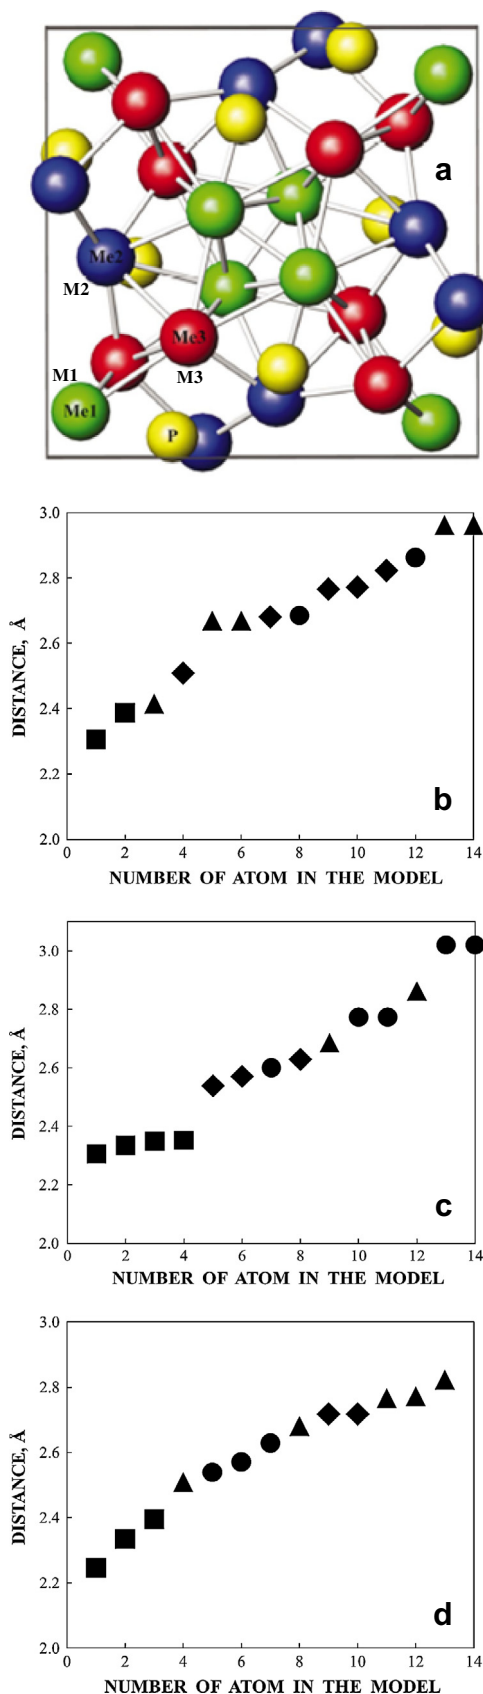 a
Me2
M2
Me3
M1
M3
Me1
P
3.0
2.8
2.6
2.4
2.2
2.0
DISTANCE, Å
b
0 2 4 6 8 10 12 14
NUMBER OF ATOM IN THE MODEL
3.0
2.8
2.6
2.4
2.2
2.0
DISTANCE, Å
c
0 2 4 6 8 10 12 14
NUMBER OF ATOM IN THE MODEL
3.0
2.8
2.6
2.4
2.2
2.0
DISTANCE, Å
d
0 2 4 6 8 10 12 14
NUMBER OF ATOM IN THE MODEL